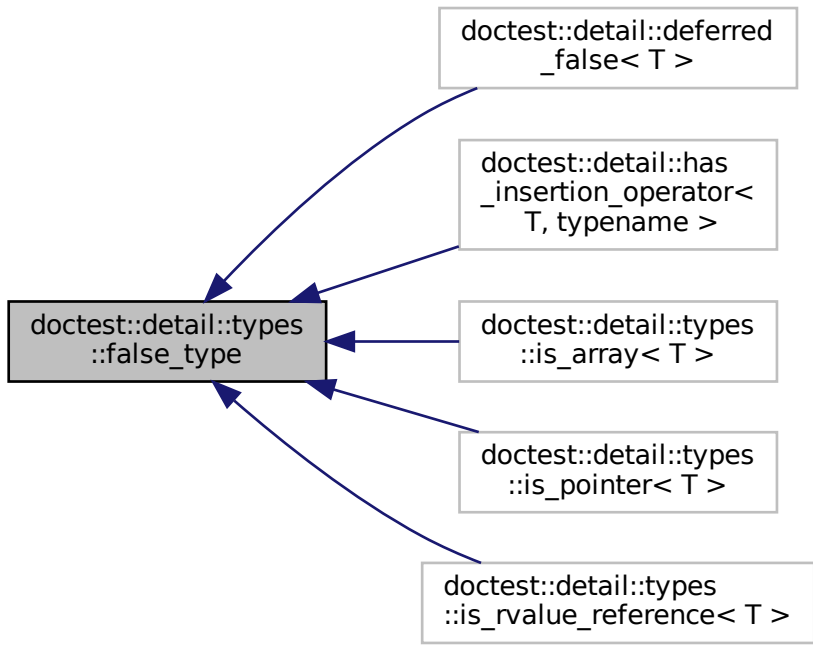 doctest::detail::deferred
_false< T >
doctest::detail::has
_insertion_operator<
T, typename >
doctest::detail::types
::false_type
doctest::detail::types
::is_array< T >
doctest::detail::types
::is_pointer< T >
doctest::detail::types
::is_rvalue_reference< T >